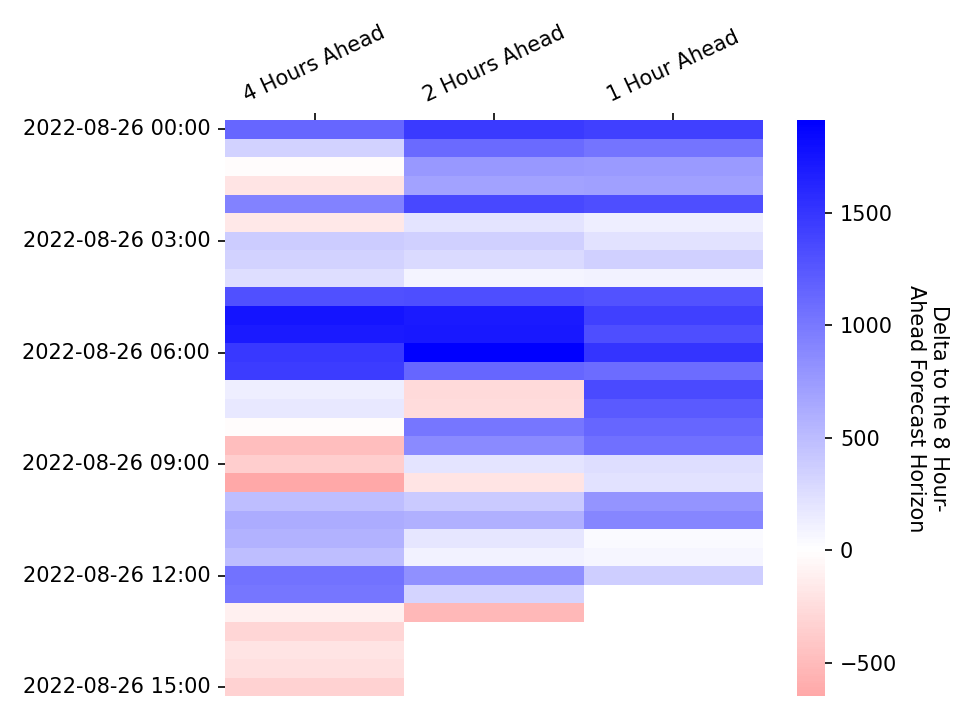 4 Hours Ahead
2 Hours Ahead
1 Hour Ahead
2022-08-26 00:00
2022-08-26 03:00
2022-08-26 06:00
2022-08-26 09:00
2022-08-26 12:00
2022-08-26 15:00
1500
1000
500
0
−500
Delta to the 8 Hour-
Ahead Forecast Horizon